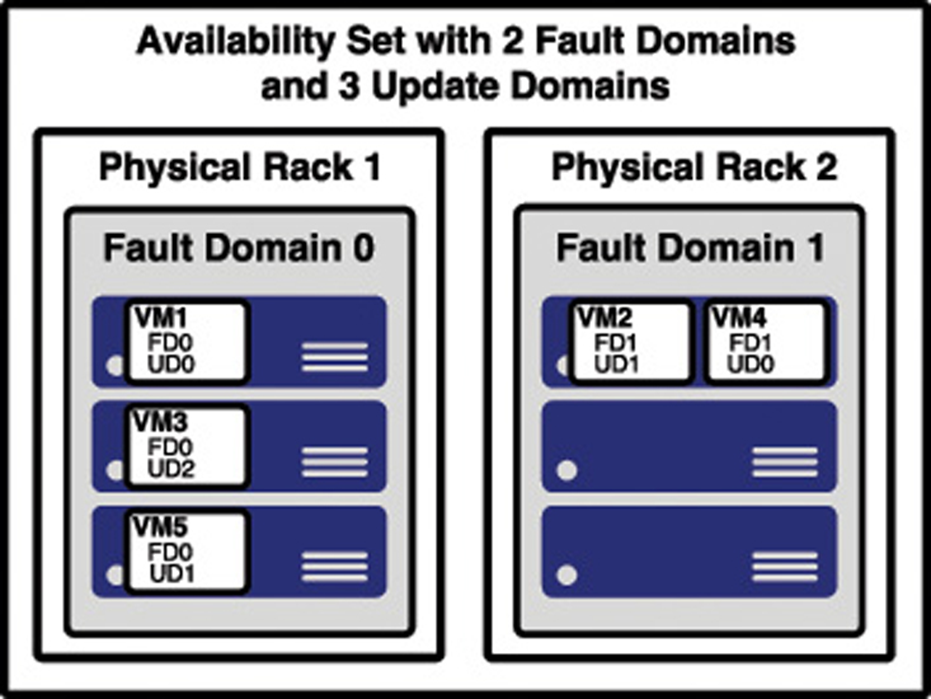 Availability Set with 2 Fault Domains
and 3 Update Domains
Physical Rack 1
Fault Domain 0
VM1
FD0
UD0
VM3
FD0
UD2
VM5
FD0
UD1
Physical Rack 2
Fault Domain 1
VM2
FD1
UD1
VM4
FD1
UD0